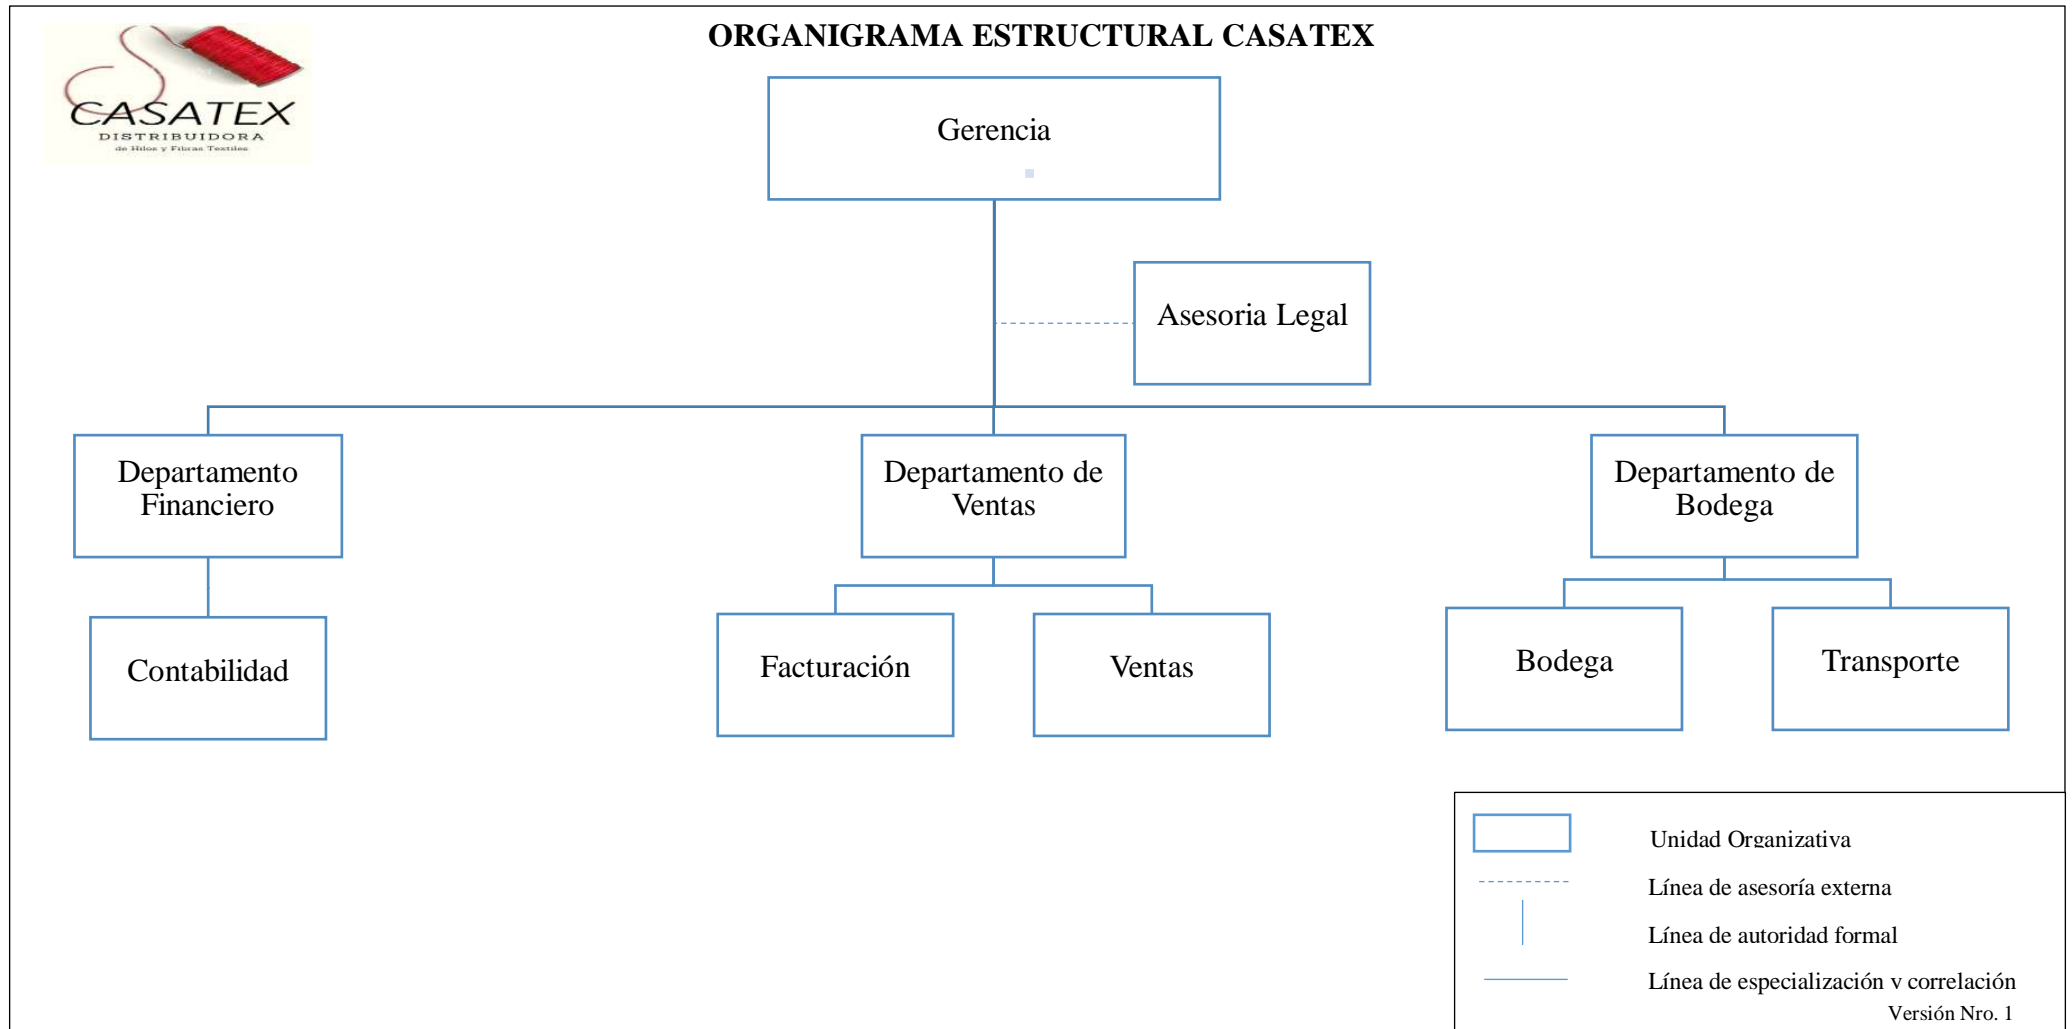 ORGANIGRAMA ESTRUCTURAL CASATEX
CASATEX
DISTRIBUIDORA
de Hilos y Fibras Textiles
Gerencia
Asesoria Legal
Departamento
Financiero
Departamento de
Ventas
Departamento de
Bodega
Contabilidad
Facturación
Ventas
Bodega
Transporte
Unidad Organizativa
Línea de asesoría externa
Línea de autoridad formal
Línea de especialización y correlación
Versión Nro. 1